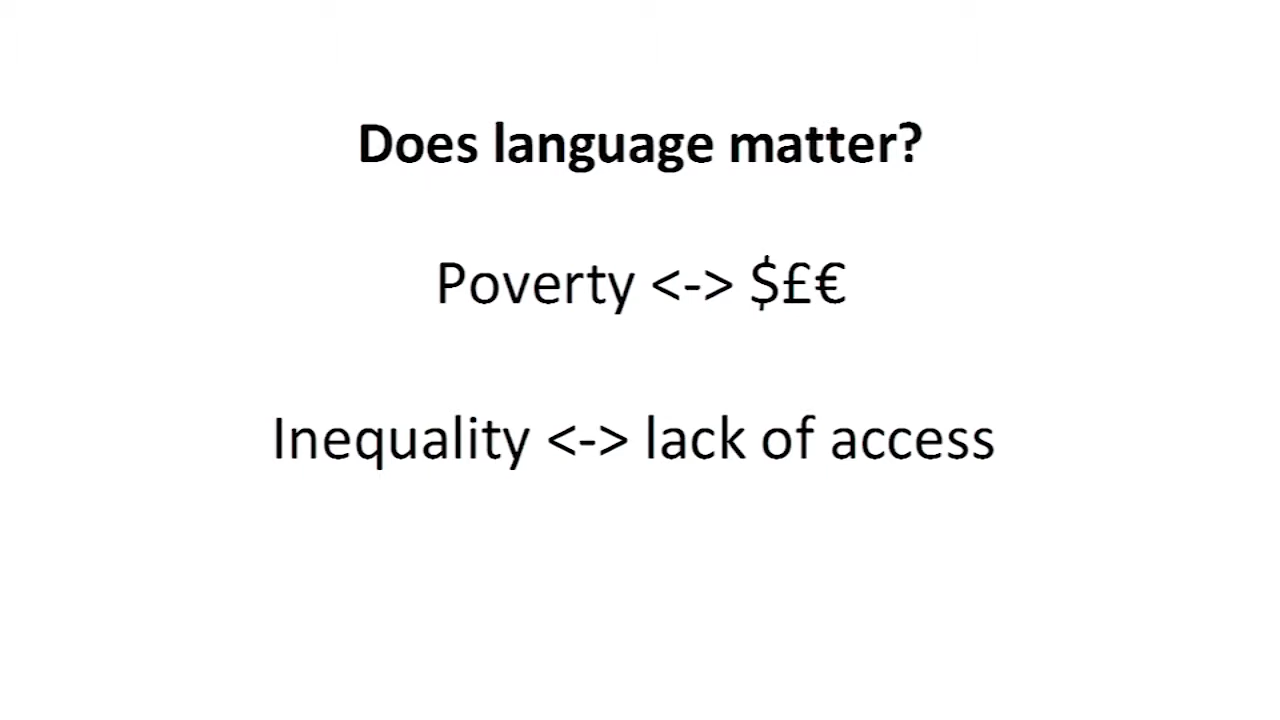 Does language matter?
Poverty <-> $£€
Inequality <-> lack of access